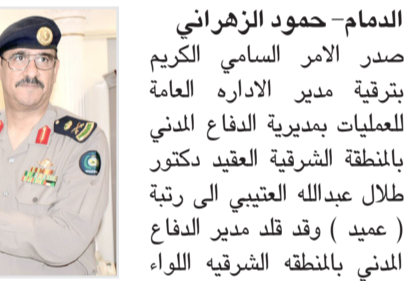 الدمام- حمود الزهراني
صدر الامر السامي الكريم
بترقية مدير الاداره العامة
للعمليات بمديرية الدفاع المدني
بالمنطقة الشرقية العقيد دكتور
طلال عبدالله العتيبي الى رتبة
( عميد ) وقد قلد مدير الدفاع
المدني بالمنطقه الشرقيه اللواء